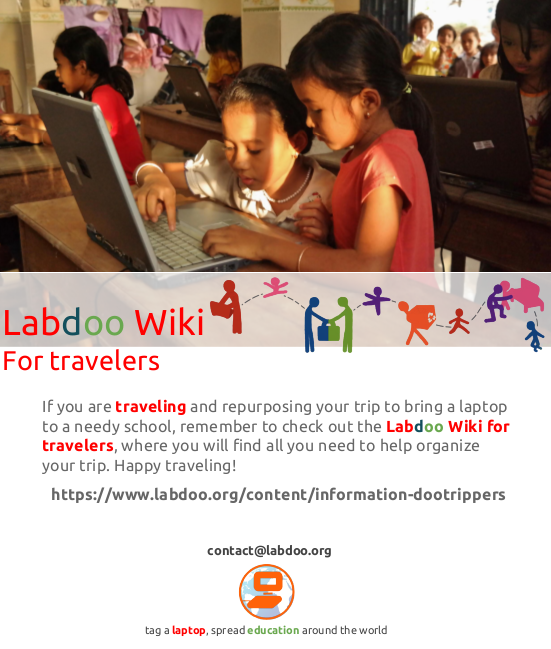 Labdoo Wiki
For travelers
If you are traveling and repurposing your trip to bring a laptop
to a needy school, remember to check out the Labdoo Wiki for
travelers, where you will find all you need to help organize
your trip. Happy traveling!
https://www.labdoo.org/content/information-dootrippers
contact@labdoo.org
tag a laptop, spread education around the world